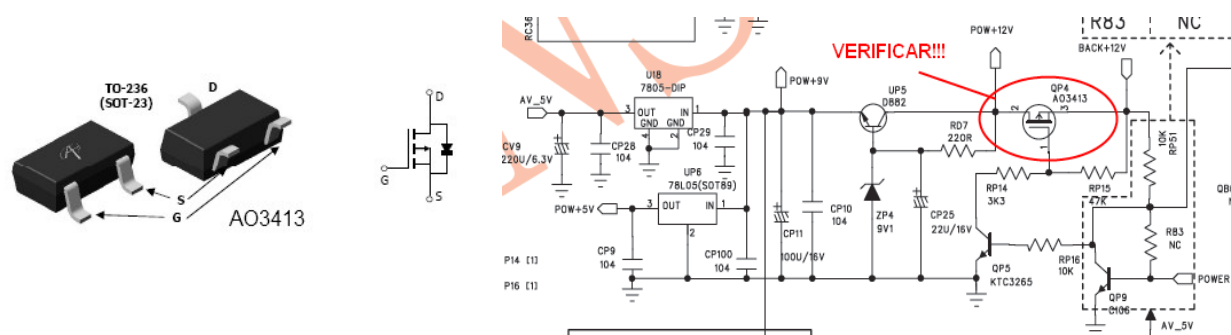 TO-236
(SOT-23)
D
S
G
AO3413
D
G
S
RC36
R83
NC
VERIFICAR!!!
POW+12V
BACK+12V
U18
7805-DIP
POW+9V
UP5
D882
QP4
AO3413
AV_5V
3
OUT
IN
1
GND
GND
4
2
2
3
1
CV9
220U/6.3V
CP28
104
CP29
104
RD7
220R
10K
RP51
UP6
78L05(SOT89)
POW+5V
3
OUT
IN
1
2
CP10
104
ZP4
9V1
CP25
22U/16V
RP14
3K3
RP15
47K
CP11
100U/16V
CP9
104
CP100
104
QP5
KTC3265
RP16
10K
R83
NC
POWER
QP9
C106
AV_5V
P14 [1]
P16 [1]